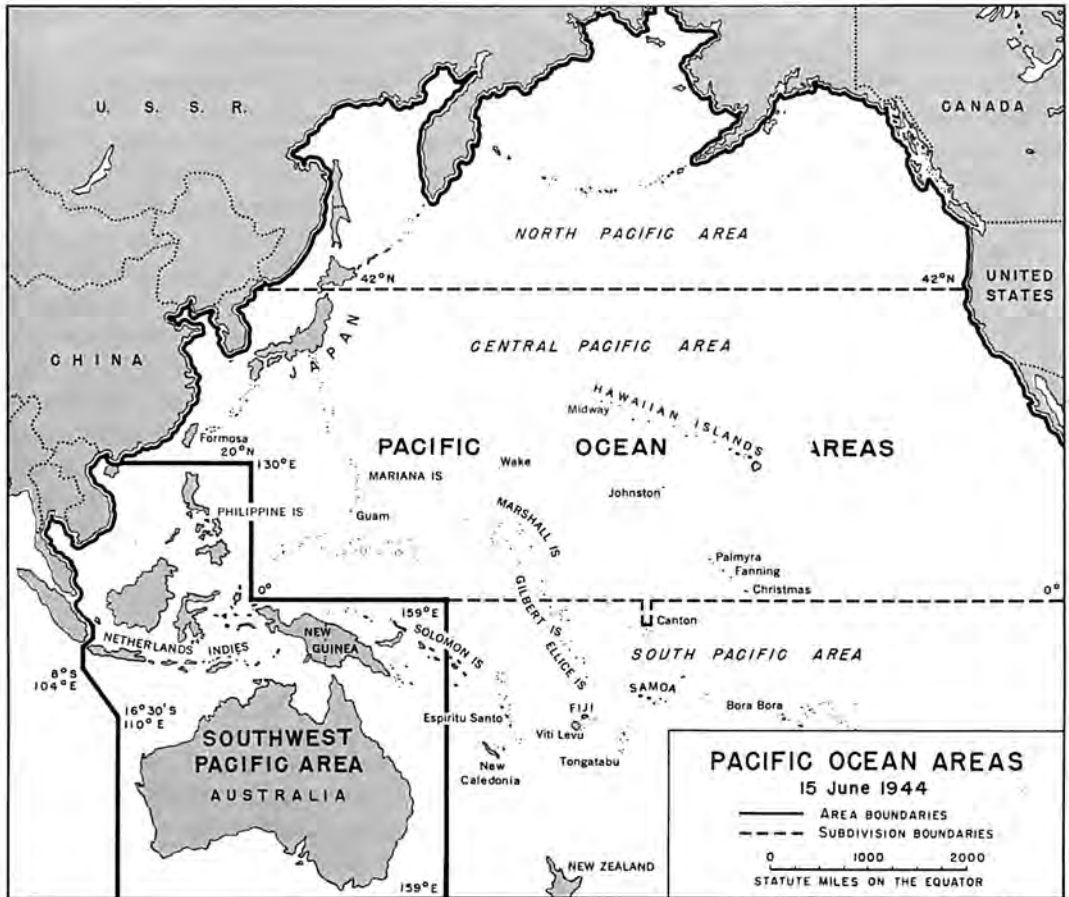 U. S. S. R.
CANADA
NORTH PACIFIC AREA
42°N
42°N
UNITED
STATES
CHINA
JAPAN
CENTRAL PACIFIC AREA
HAWAIIAN ISLANDS
Midway
Formosa
20°N
130°E
PACIFIC OCEAN AREAS
MARIANA IS
Wake
Johnston
PHILIPPINE IS
Guam
MARSHALL IS
Palmyra
Fanning
Christmas
0°
159°E
0°
GILBERT IS
Canton
NETHERLANDS INDIES
NEW
GUINEA
SOLOMON IS
ELLICE IS
SOUTH PACIFIC AREA
8°S
104°E
SAMOA
16°30'S
110°E
Espiritu Santo
FIJI
Bora Bora
Viti Levu
SOUTHWEST
PACIFIC AREA
AUSTRALIA
New
Caledonia
Tongatabu
NEW ZEALAND
159°E
PACIFIC OCEAN AREAS
15 June 1944
AREA BOUNDARIES
SUBDIVISION BOUNDARIES
0 1000 2000
STATUTE MILES ON THE EQUATOR